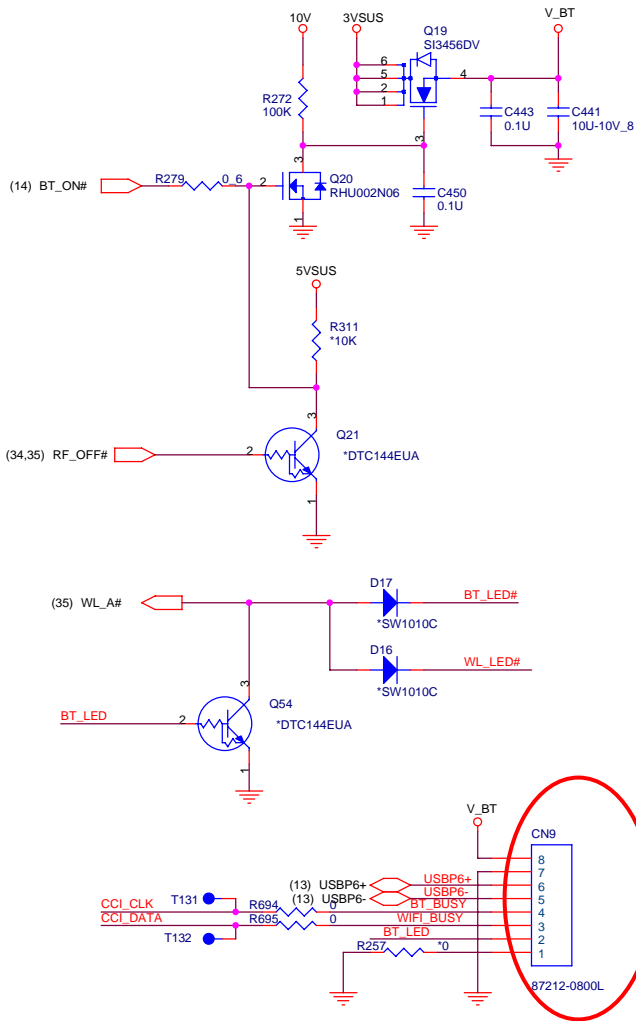 10V
3VSUS
V_BT
Q19
SI3456DV
6
5
2
1
4
3
R272
100K
C443
0.1U
C441
10U-10V_8
(14) BT_ON#
R279
0_6
2
3
1
Q20
RHU002N06
C450
0.1U
5VSUS
R311
*10K
(34,35) RF_OFF#
2
3
1
Q21
*DTC144EUA
(35) WL_A#
D17
*SW1010C
BT_LED#
D16
*SW1010C
WL_LED#
BT_LED
2
3
1
Q54
*DTC144EUA
V_BT
CN9
8
7
(13) USBP6+
USBP6+
6
(13) USBP6-
USBP6-
5
T131
CCI_CLK
R694
0
BT_BUSY
4
CCI_DATA
R695
0
WIFI_BUSY
3
T132
BT_LED
2
R257
*0
1
87212-0800L